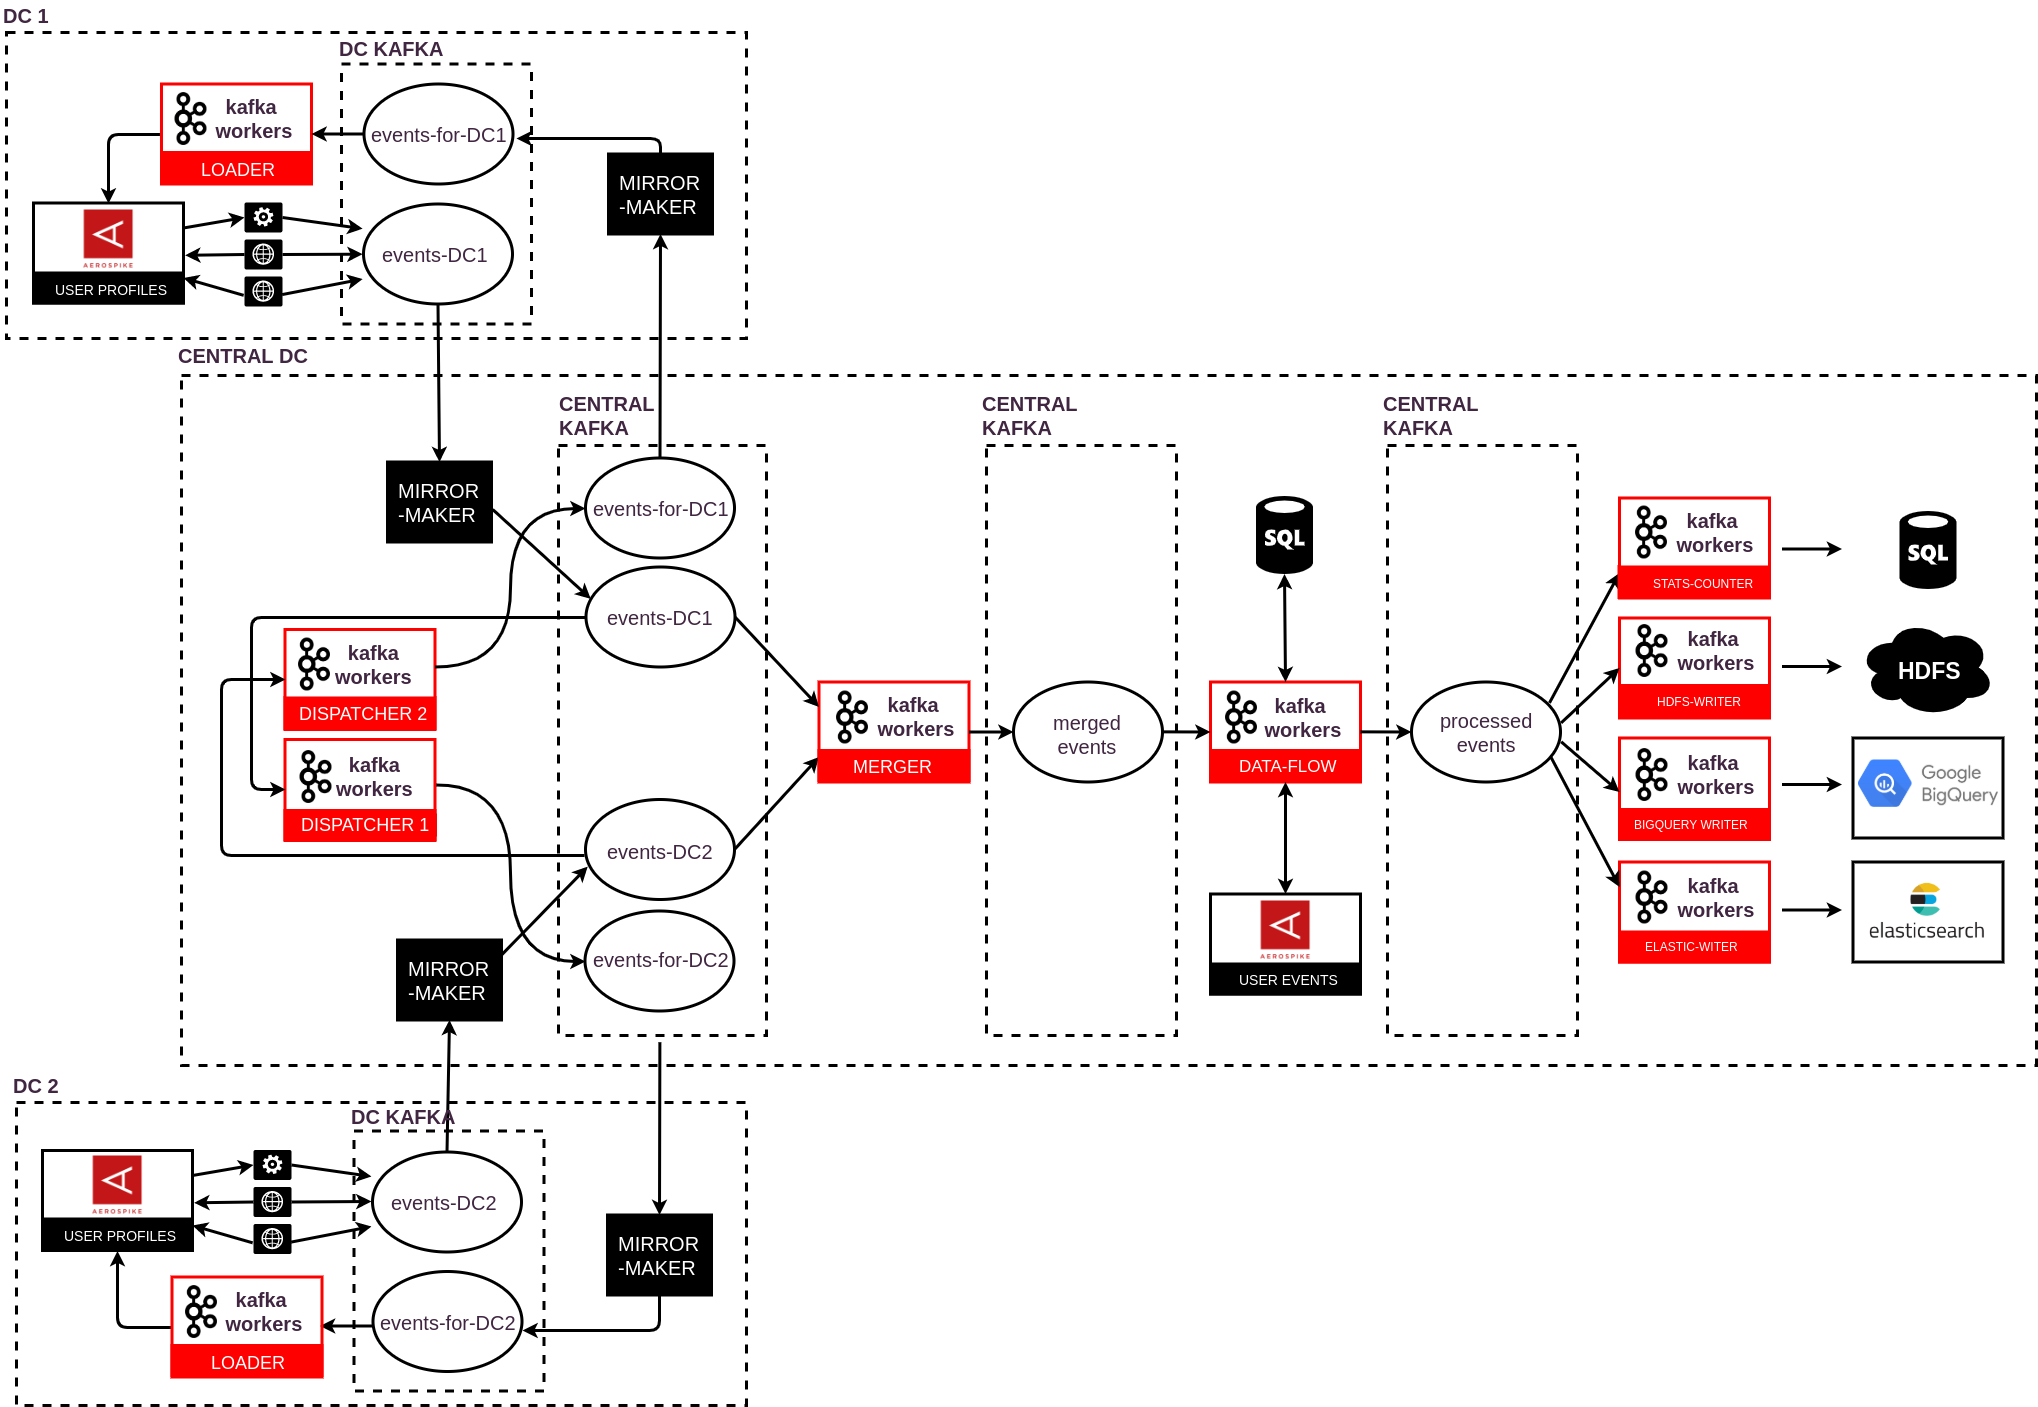 DC 1
DC KAFKA
kafka
workers
LOADER
events-for-DC1
MIRROR
-MAKER
AEROSPIKE
USER PROFILES
events-DC1
CENTRAL DC
CENTRAL
KAFKA
CENTRAL
KAFKA
CENTRAL
KAFKA
MIRROR
-MAKER
events-for-DC1
events-DC1
kafka
workers
DISPATCHER 2
kafka
workers
DISPATCHER 1
events-DC2
events-for-DC2
MIRROR
-MAKER
kafka
workers
MERGER
merged
events
SQL
kafka
workers
DATA-FLOW
AEROSPIKE
USER EVENTS
processed
events
kafka
workers
STATS-COUNTER
SQL
kafka
workers
HDFS-WRITER
HDFS
kafka
workers
BIGQUERY WRITER
Google
BigQuery
kafka
workers
ELASTIC-WITER
elasticsearch
DC 2
DC KAFKA
AEROSPIKE
USER PROFILES
events-DC2
MIRROR
-MAKER
kafka
workers
LOADER
events-for-DC2